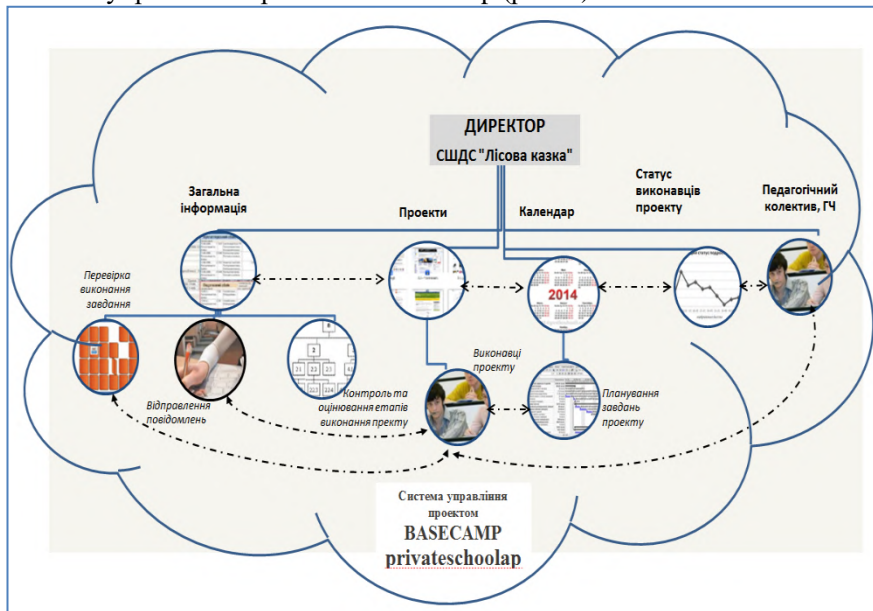 ДИРЕКТОР
СШДС "Лісова казка"
Загальна
інформація
Проекти
Календар
Статус
виконавців
проекту
Педагогічний
колектив, ГЧ
Перевірка
виконання
завдання
2014
Відправлення
повідомлень
Контроль та
оцінювання етапів
виконання пректу
Виконавці
проекту
Планування
завдань
проекту
Система управління
проектом
BASECAMP
privateschoolap